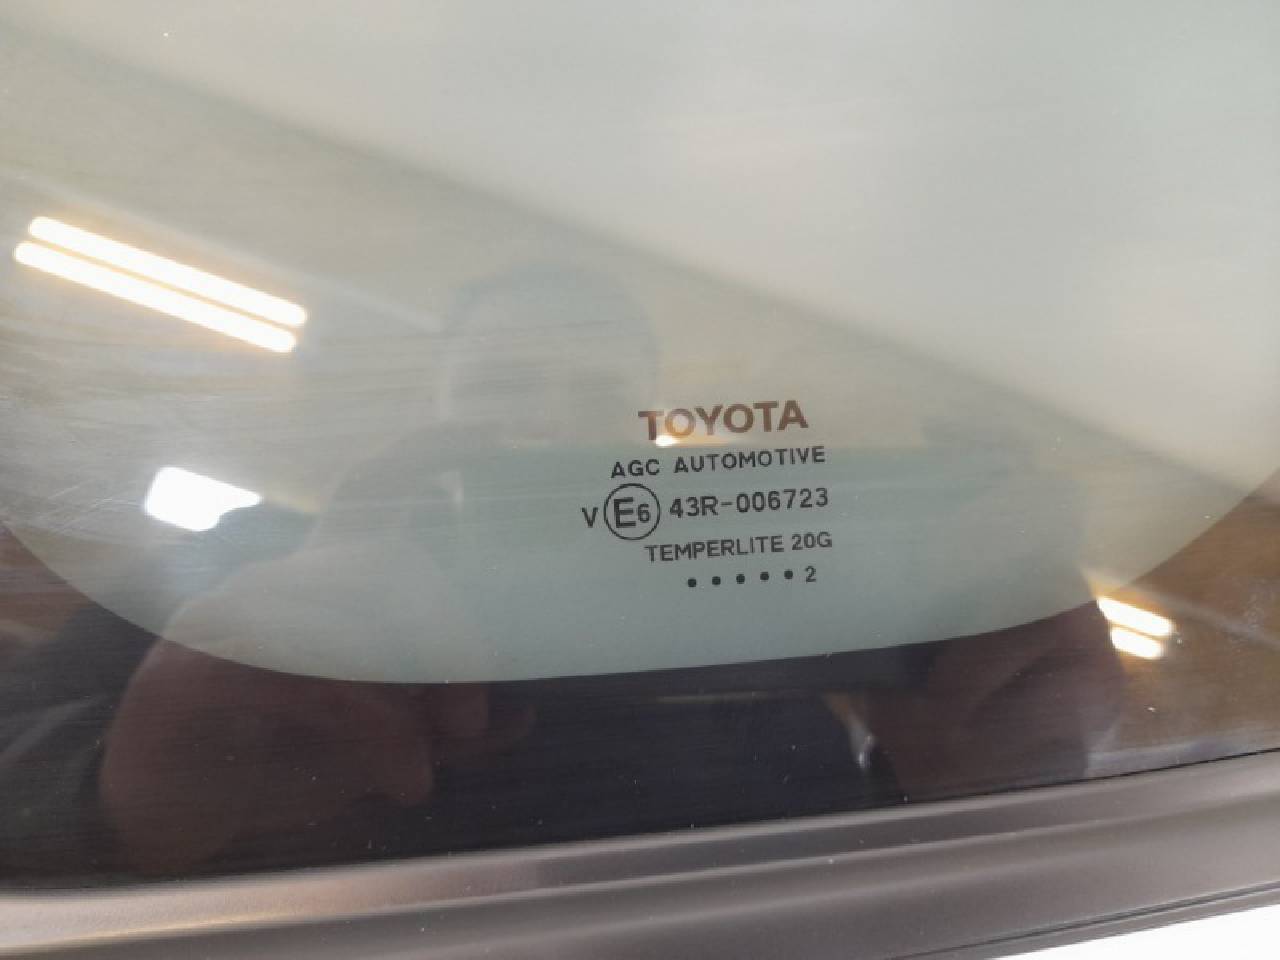 TOYOTA
AGC AUTOMOTIVE
V E6 43R-006723
TEMPERLITE 20G
•••••2